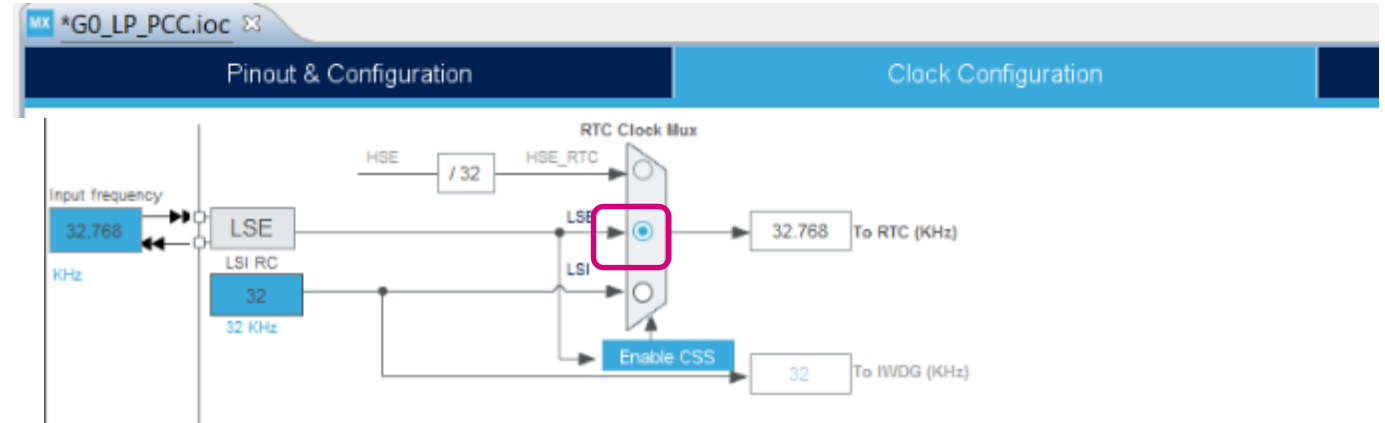 MX *G0_LP_PCC.ioc
Pinout & Configuration
Clock Configuration
RTC Clock Mux
HSE
/ 32
HSE_RTC
Input frequency
32.768
KHz
LSE
LSE
32.768
To RTC (KHz)
LSI RC
LSI
32
32 KHz
Enable CSS
32
To IWDG (KHz)